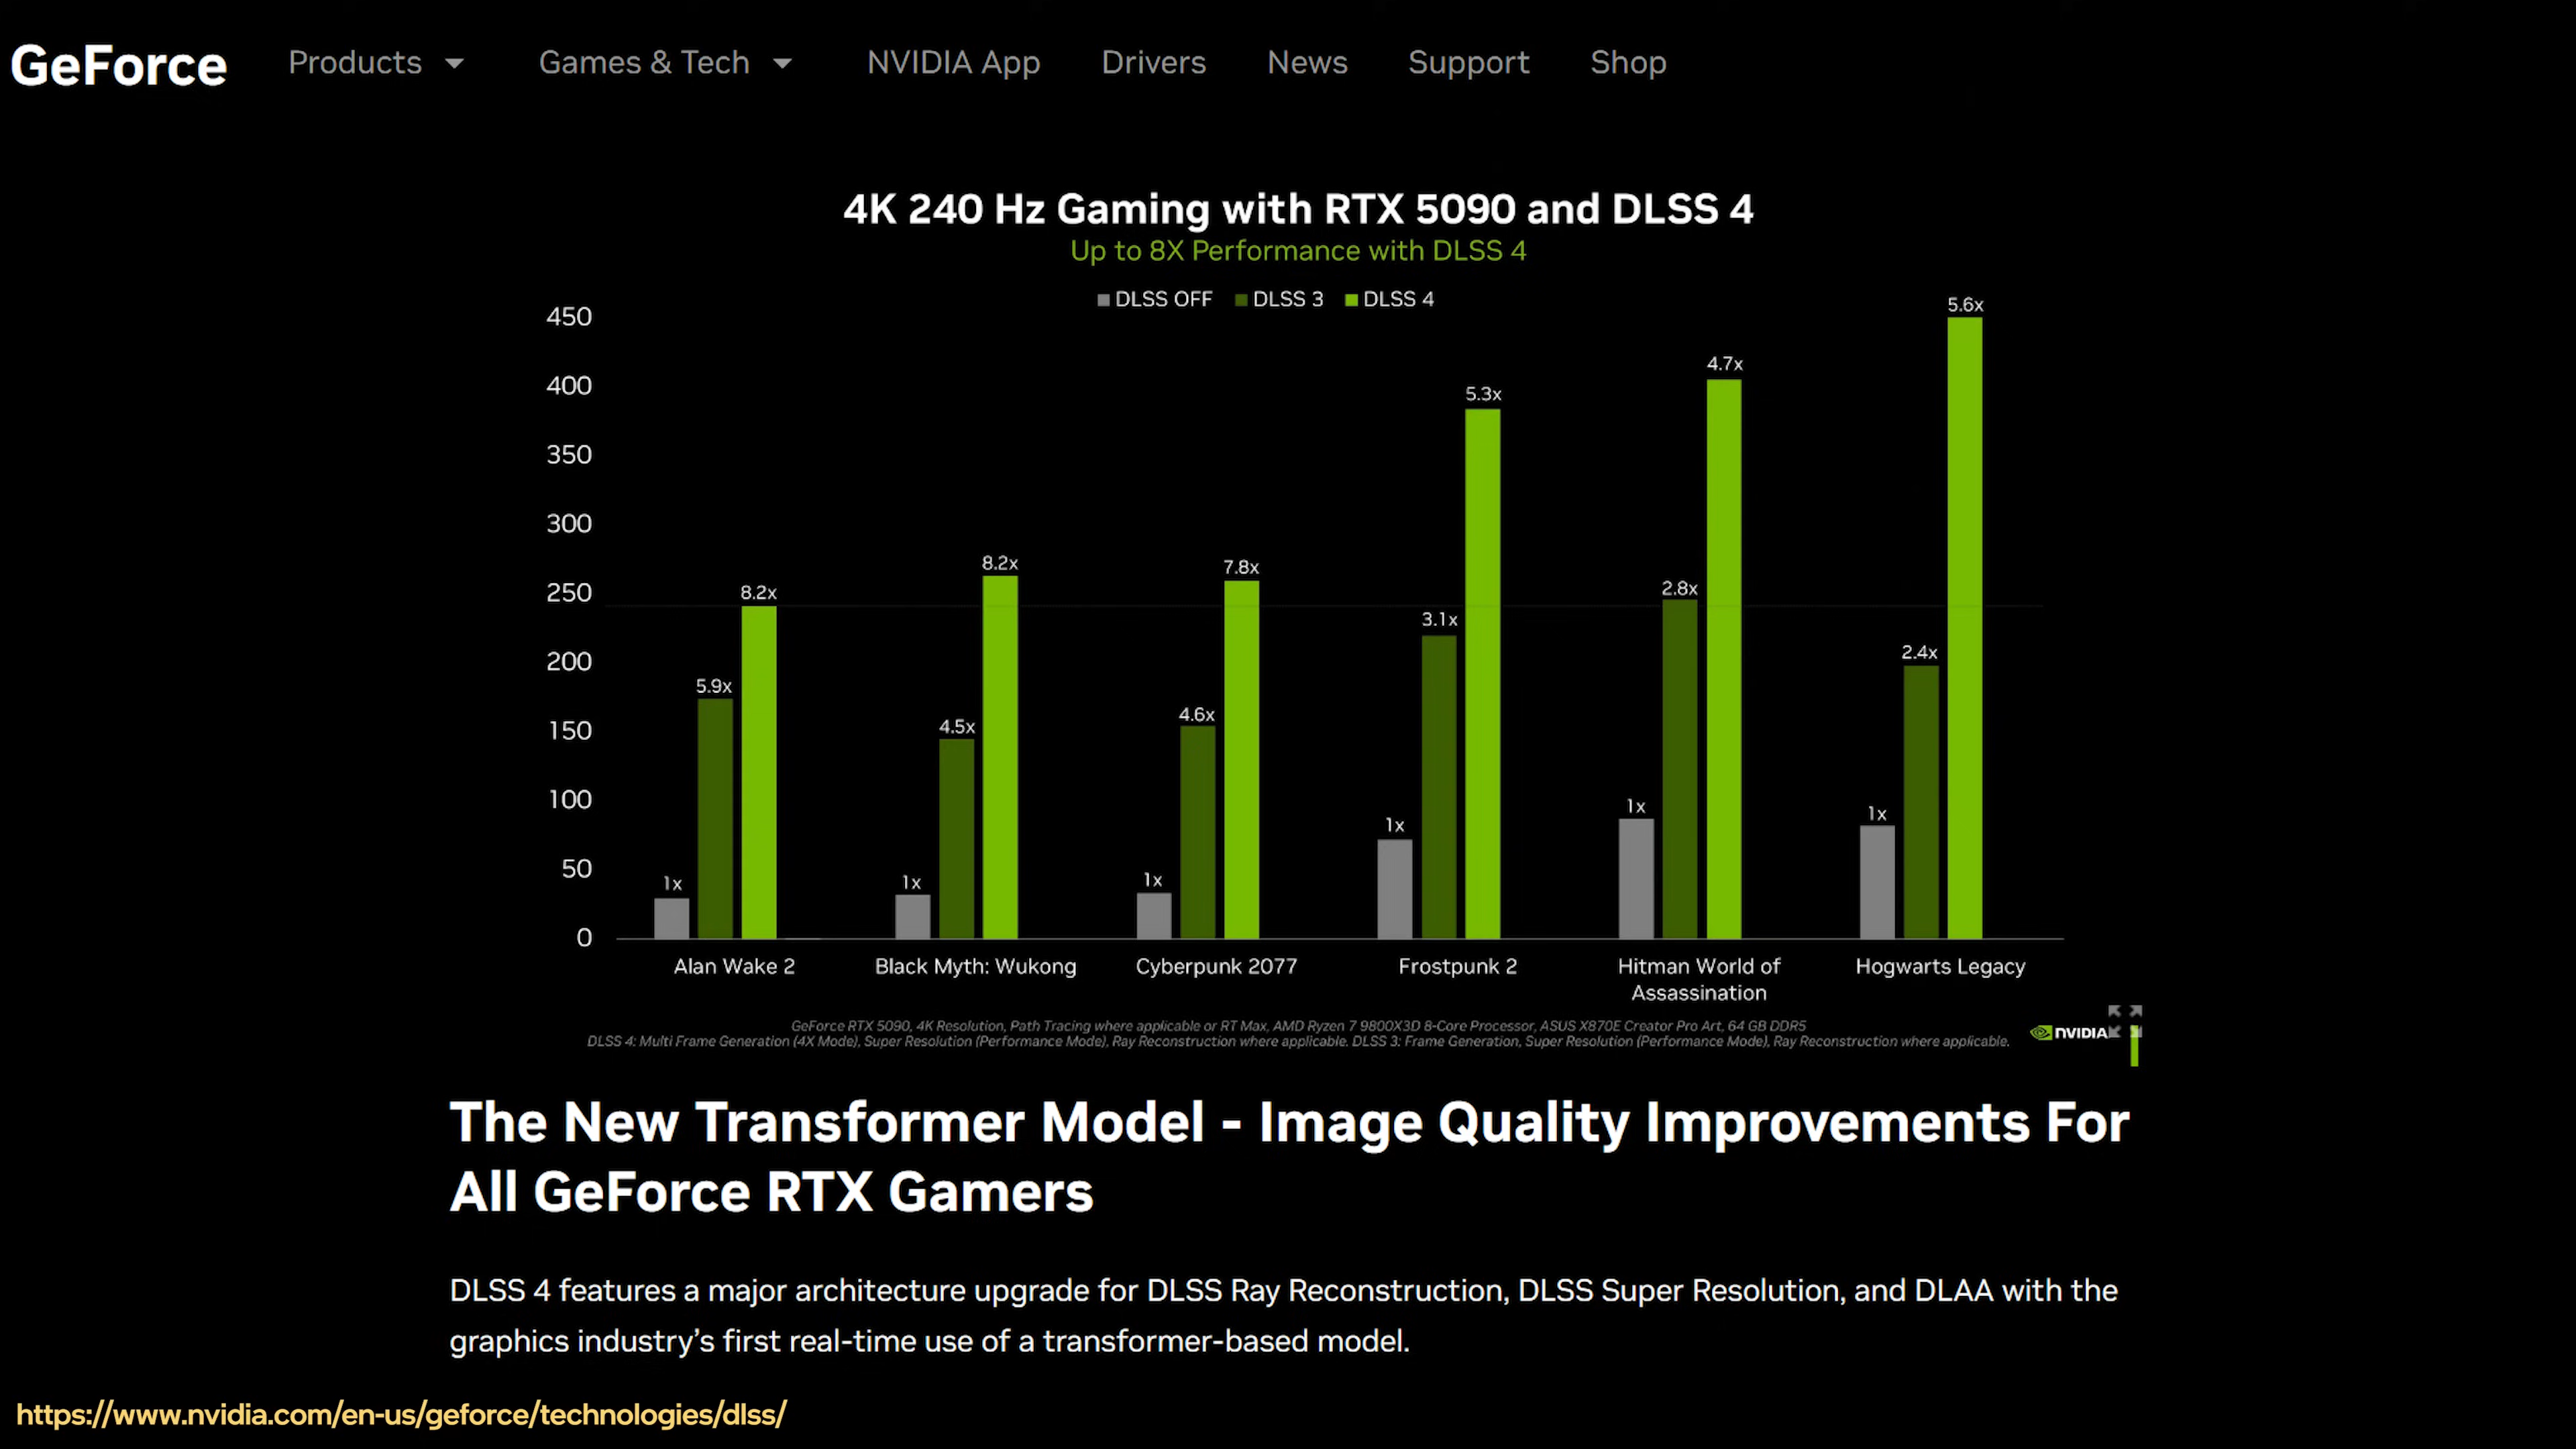 GeForce Products Games & Tech NVIDIA App Drivers News Support Shop
4K 240 Hz Gaming with RTX 5090 and DLSS 4
Up to 8X Performance with DLSS 4
DLSS OFF DLSS 3 DLSS 4
450
400
350
300
250
200
150
100
50
0
1x 5.9x 8.2x
1x 4.5x 8.2x
1x 4.6x 7.8x
1x 3.1x 5.3x
1x 2.8x 4.7x
1x 2.4x 5.6x
Alan Wake 2
Black Myth: Wukong
Cyberpunk 2077
Frostpunk 2
Hitman World of
Assassination
Hogwarts Legacy
GeForce RTX 5090, 4K Resolution, Path Tracing where applicable or RT Max, AMD Ryzen 7 9800X3D 8-Core Processor, ASUS X870E Creator Pro Art, 64 GB DDR5
DLSS 4: Multi Frame Generation (4X Mode), Super Resolution (Performance Mode), Ray Reconstruction where applicable. DLSS 3: Frame Generation, Super Resolution (Performance Mode), Ray Reconstruction where applicable.
NVIDIA
The New Transformer Model - Image Quality Improvements For
All GeForce RTX Gamers
DLSS 4 features a major architecture upgrade for DLSS Ray Reconstruction, DLSS Super Resolution, and DLAA with the
graphics industry’s first real-time use of a transformer-based model.
https://www.nvidia.com/en-us/geforce/technologies/dlss/